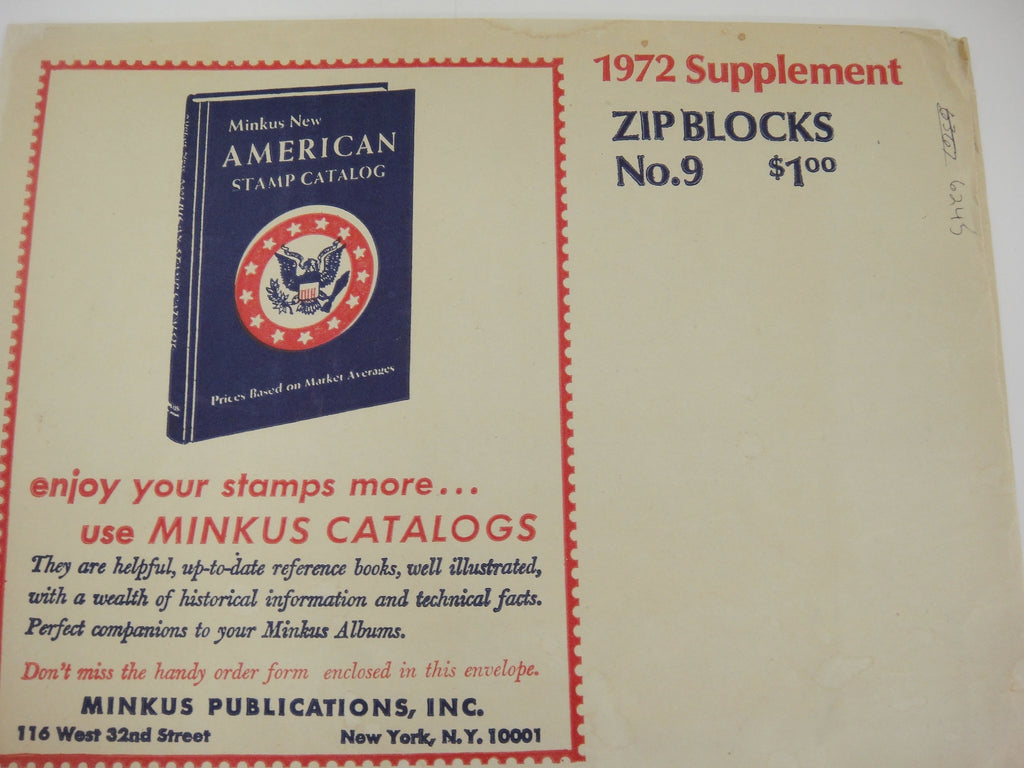 1972 Supplement
ZIP BLOCKS
No.9 $1.00
Minkus New
AMERICAN
STAMP CATALOG
Prices Based on Market Averages
enjoy your stamps more...
use MINKUS CATALOGS
They are helpful, up-to-date reference books, well illustrated,
with a wealth of historical information and technical facts.
Perfect companions to your Minkus Albums.
Don't miss the handy order form enclosed in this envelope.
MINKUS PUBLICATIONS, INC.
116 West 32nd Street New York, N.Y. 10001